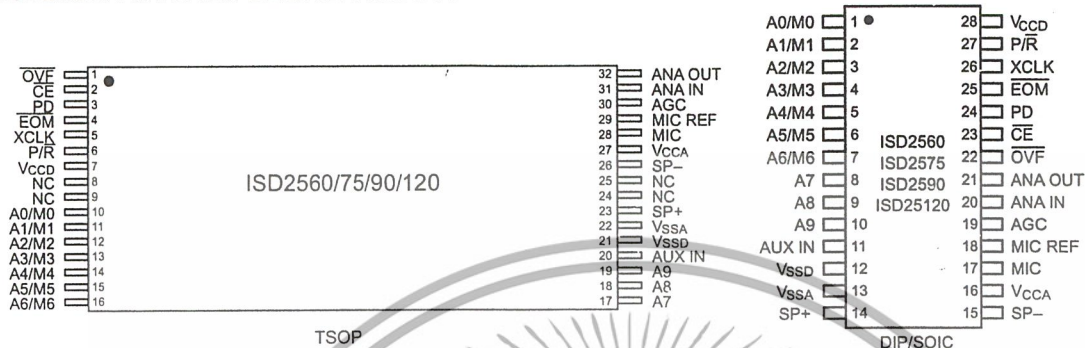 OVF 1
CE 2
PD 3
EOM 4
XCLK 5
P/R 6
VCCD 7
NC 8
NC 9
A0/M0 10
A1/M1 11
A2/M2 12
A3/M3 13
A4/M4 14
A5/M5 15
A6/M6 16
ISD2560/75/90/120
32 ANA OUT
31 ANA IN
30 AGC
29 MIC REF
28 MIC
27 VCCA
26 SP–
25 NC
24 NC
23 SP+
22 VSSA
21 VSSD
20 AUX IN
19 A9
18 A8
17 A7
TSOP
A0/M0 1
A1/M1 2
A2/M2 3
A3/M3 4
A4/M4 5
A5/M5 6
A6/M6 7
A7 8
A8 9
A9 10
AUX IN 11
VSSD 12
VSSA 13
SP+ 14
ISD2560
ISD2575
ISD2590
ISD25120
28 VCCD
27 P/R
26 XCLK
25 EOM
24 PD
23 CE
22 OVF
21 ANA OUT
20 ANA IN
19 AGC
18 MIC REF
17 MIC
16 VCCA
15 SP–
DIP/SOIC